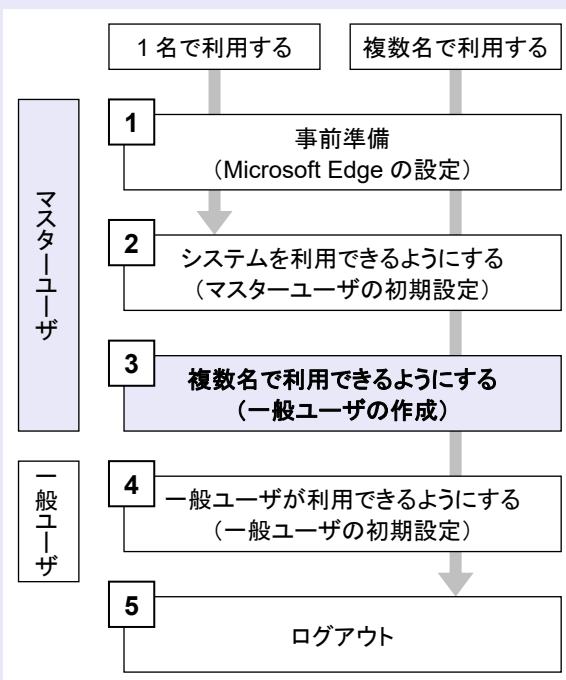 1 名で利用する
複数名で利用する
マスターユーザ
1
事前準備
（Microsoft Edge の設定）
2
システムを利用できるようにする
（マスターユーザの初期設定）
3
複数名で利用できるようにする
（一般ユーザの作成）
一般ユーザ
4
一般ユーザが利用できるようにする
（一般ユーザの初期設定）
5
ログアウト